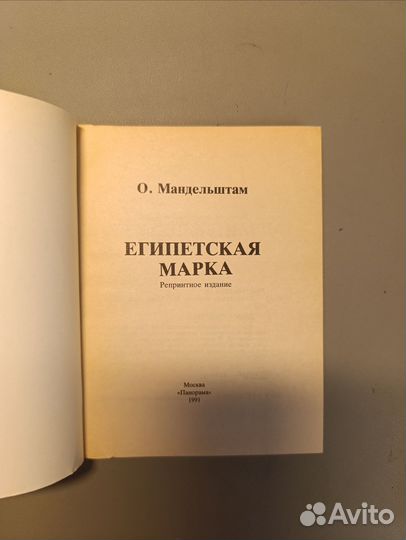 О. Мандельштам
ЕГИПЕТСКАЯ
МАРКА
Репринтное издание
Москва
«Панорама»
1991
Avito